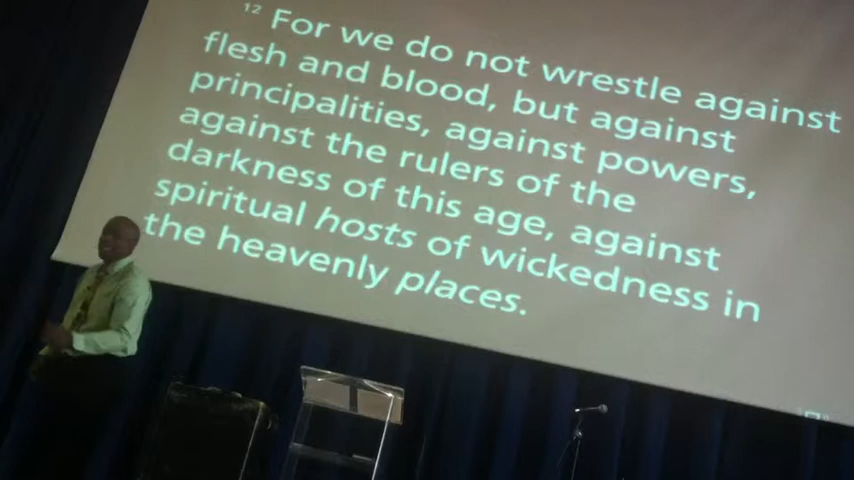 12 For we do not wrestle against
flesh and blood, but against
principalities, against powers,
against the rulers of the
darkness of this age, against
spiritual hosts of wickedness in
the heavenly places.